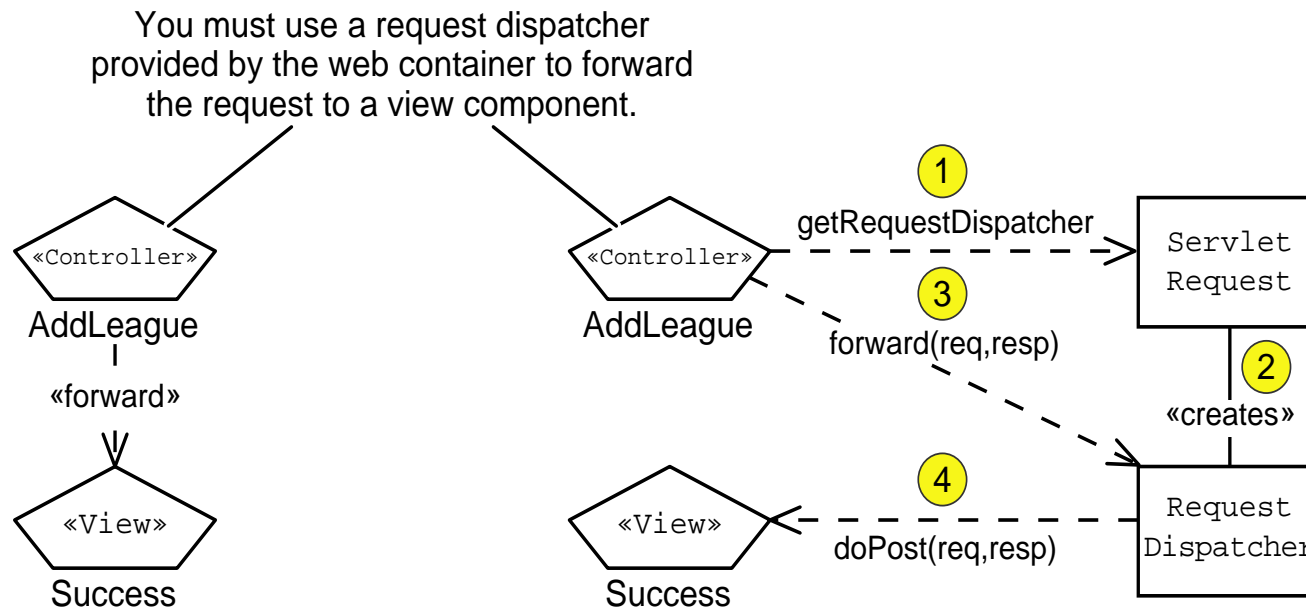 You must use a request dispatcher
provided by the web container to forward
the request to a view component.
«Controller»
AddLeague
«forward»
«View»
Success
«Controller»
AddLeague
1
getRequestDispatcher
Servlet
Request
3
forward(req,resp)
2
«creates»
4
doPost(req,resp)
«View»
Success
Request
Dispatcher